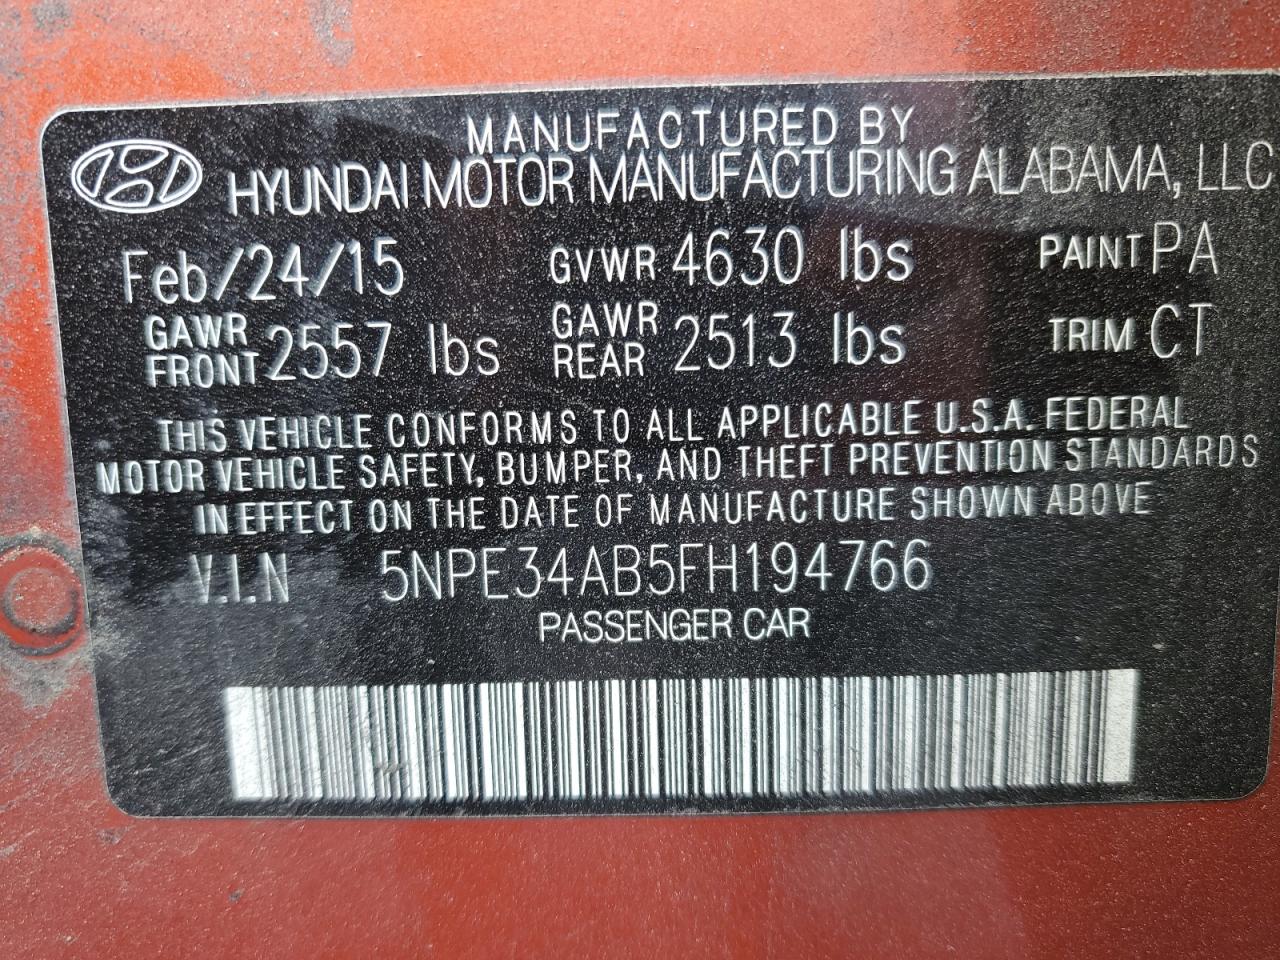 MANUFACTURED BY
HYUNDAI MOTOR MANUFACTURING ALABAMA, LLC
Feb/24/15 GVWR 4630 lbs PAINT PA
GAWR FRONT 2557 lbs GAWR REAR 2513 lbs TRIM CT
THIS VEHICLE CONFORMS TO ALL APPLICABLE U.S.A. FEDERAL
MOTOR VEHICLE SAFETY, BUMPER, AND THEFT PREVENTION STANDARDS
IN EFFECT ON THE DATE OF MANUFACTURE SHOWN ABOVE
V.I.N 5NPE34AB5FH194766
PASSENGER CAR